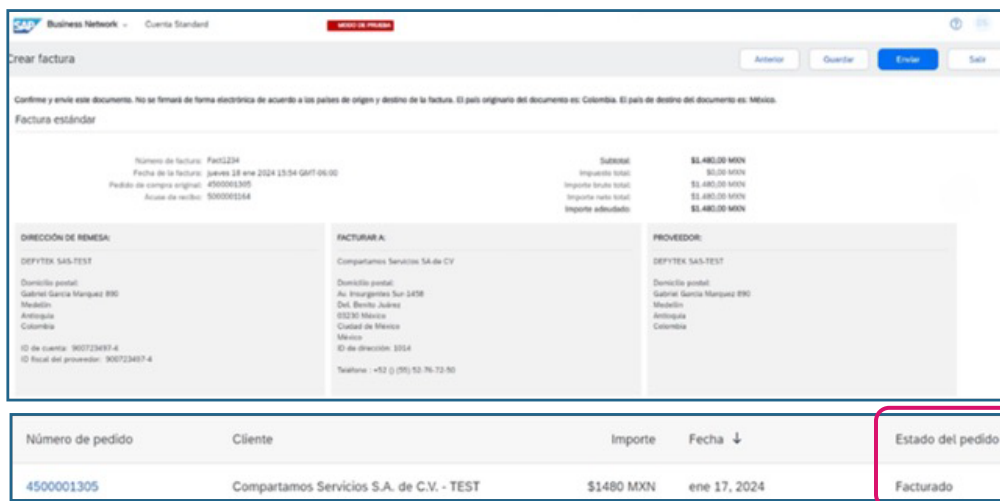 SAP Business Network Cuenta Standard MODO DE PRUEBA
Crear factura Anterior Guardar Enviar Salir
Confirme y envíe este documento. No se firmará de forma electrónica de acuerdo a los países de origen y destino de la factura. El país originario del documento es: Colombia. El país de destino del documento es: México.
Factura estándar
Número de factura: Fact1234 Subtotal: $1.480,00 MXN
Fecha de la factura: jueves 18 ene 2024 15:54 GMT-06:00 Impuesto total: $0,00 MXN
Pedido de compra original: 4500001305 Importe bruto total: $1.480,00 MXN
Acuse de recibo: 5000001164 Importe neto total: $1.480,00 MXN
Importe adeudado: $1.480,00 MXN
DIRECCIÓN DE REMESA: FACTURAR A: PROVEEDOR:
DEFYTEK SAS-TEST Compartamos Servicios SA de CV DEFYTEK SAS-TEST
Domicilio postal: Domicilio postal: Domicilio postal:
Gabriel Garcia Marquez 890 Av. Insurgentes Sur 1458 Gabriel Garcia Marquez 890
Medellín Del. Benito Juárez Medellín
Antioquia 03230 México Antioquia
Colombia Ciudad de México Colombia
México
ID de cuenta: 900723497-4 ID de dirección: 1014
ID fiscal del proveedor: 900723497-4
Teléfono : +52 () (55) 52-76-72-50
Número de pedido Cliente Importe Fecha ↓ Estado del pedido
4500001305 Compartamos Servicios S.A. de C.V. - TEST $1480 MXN ene 17, 2024 Facturado